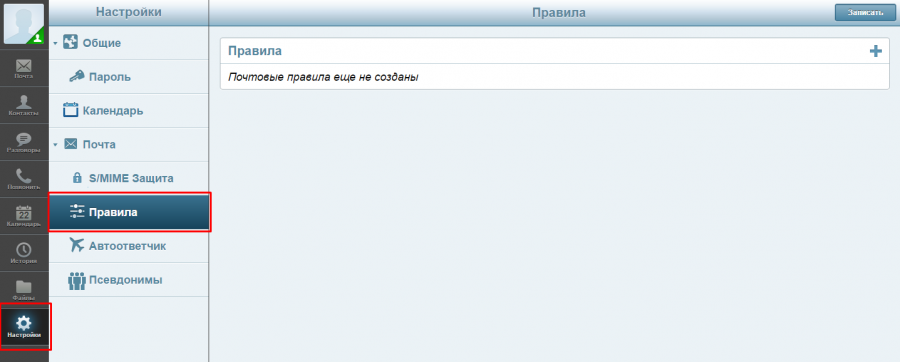 Почта
Контакты
Разговоры
Позвонить
22
Календарь
История
Файлы
Настройки
Настройки
Общие
Пароль
Календарь
Почта
S/MIME Защита
Правила
Автоответчик
Псевдонимы
Правила
Записать
Правила
Почтовые правила еще не созданы